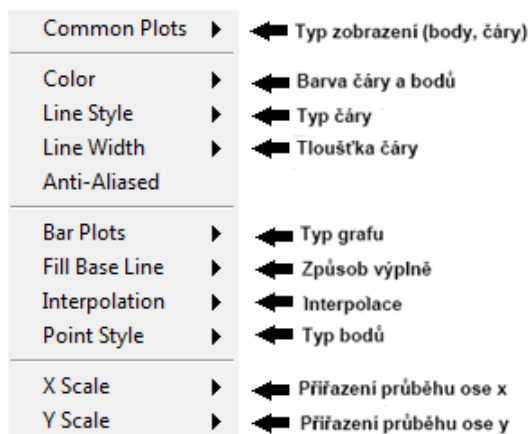 Common Plots Typ zobrazení (body, čáry)
Color Barva čáry a bodů
Line Style Typ čáry
Line Width Tloušťka čáry
Anti-Aliased
Bar Plots Typ grafu
Fill Base Line Způsob výplně
Interpolation Interpolace
Point Style Typ bodů
X Scale Přiřazení průběhu ose x
Y Scale Přiřazení průběhu ose y